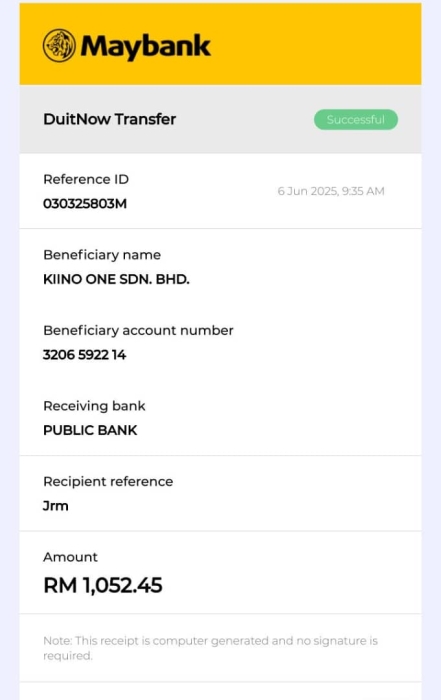 Maybank
DuitNow Transfer
Successful
Reference ID
6 Jun 2025, 9:35 AM
030325803M
Beneficiary name
KIINO ONE SDN. BHD.
Beneficiary account number
3206 5922 14
Receiving bank
PUBLIC BANK
Recipient reference
Jrm
Amount
RM 1,052.45
Note: This receipt is computer generated and no signature is
required.